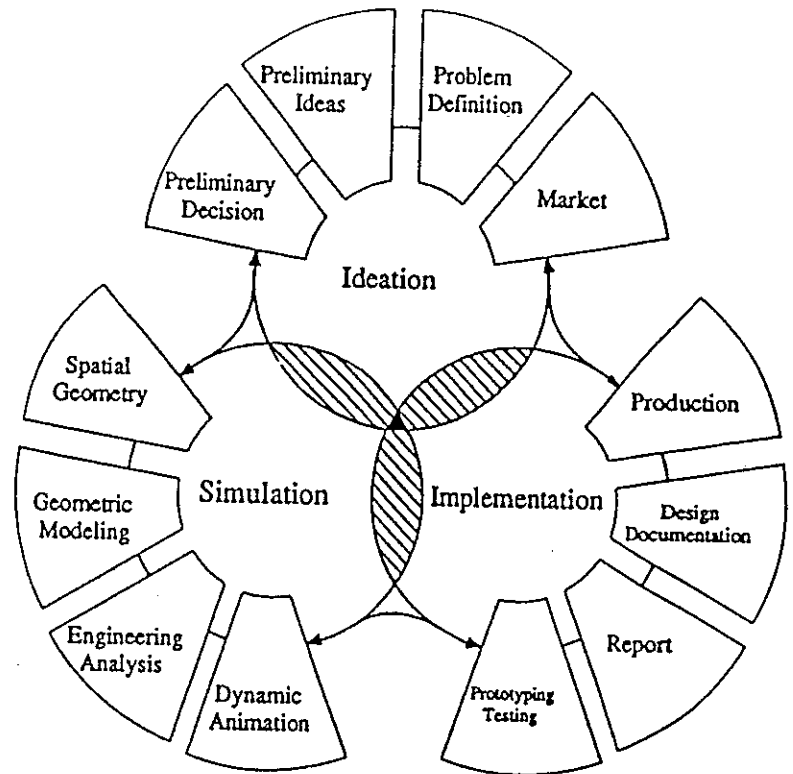 Preliminary
Ideas
Problem
Definition
Preliminary
Decision
Market
Ideation
Spatial
Geometry
Production
Simulation
Implementation
Geometric
Modeling
Design
Documentation
Engineering
Analysis
Report
Dynamic
Animation
Prototyping
Testing